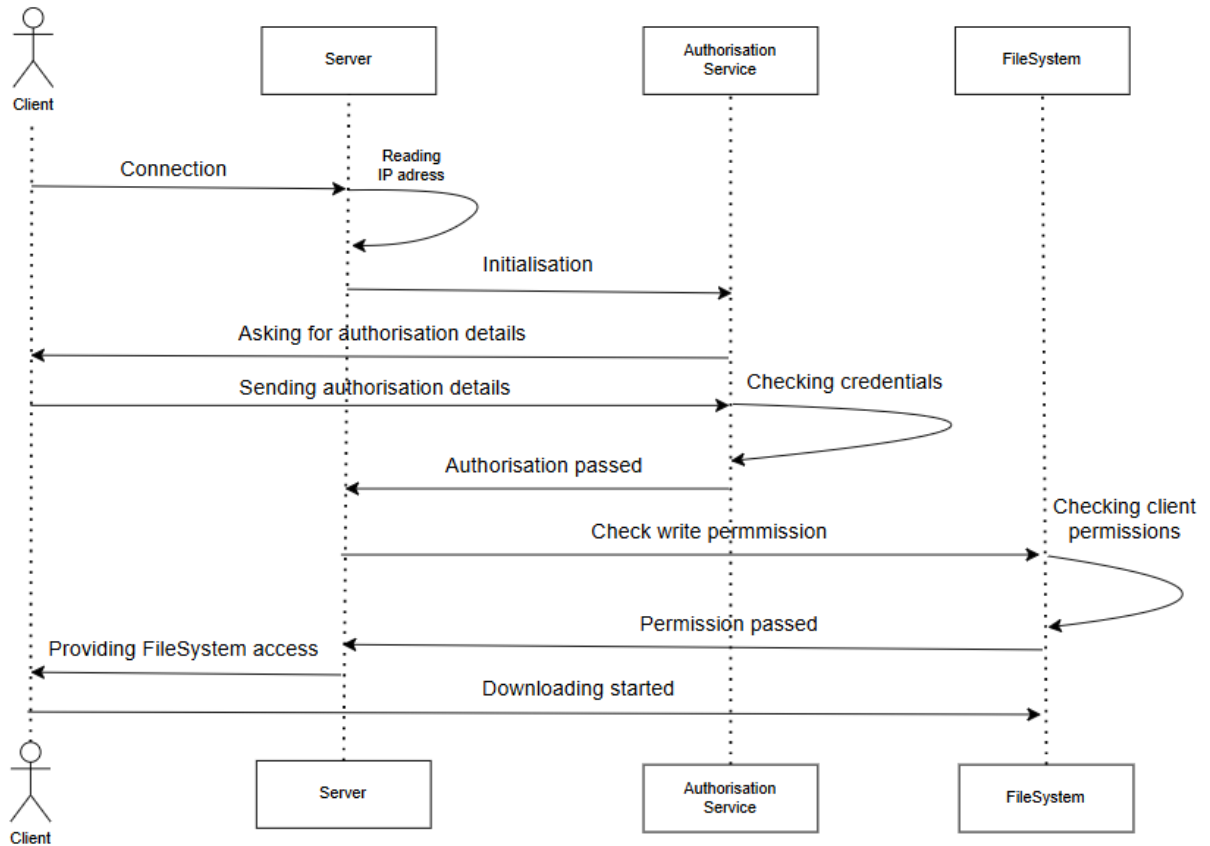 Client
Server
Authorisation
Service
FileSystem
Connection
Reading
IP adress
Initialisation
Asking for authorisation details
Sending authorisation details
Checking credentials
Authorisation passed
Checking client
permissions
Check write permmission
Permission passed
Providing FileSystem access
Downloading started
Client
Server
Authorisation
Service
FileSystem